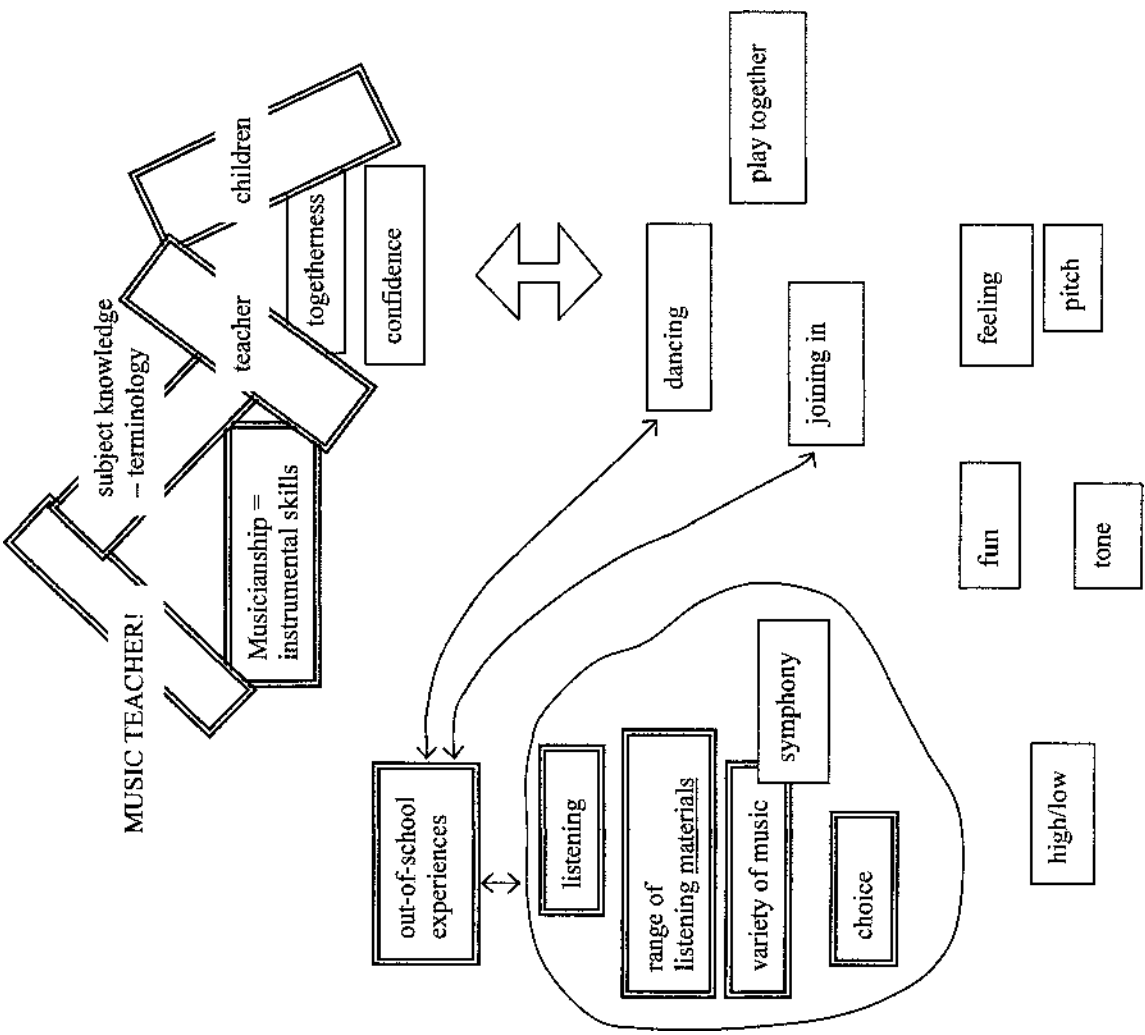 MUSIC TEACHER!
subject knowledge
– terminology
teacher
children
Musicianship =
instrumental skills
togetherness
confidence
out-of-school
experiences
listening
range of
listening materials
variety of music
symphony
choice
dancing
joining in
play together
fun
feeling
pitch
tone
high/low